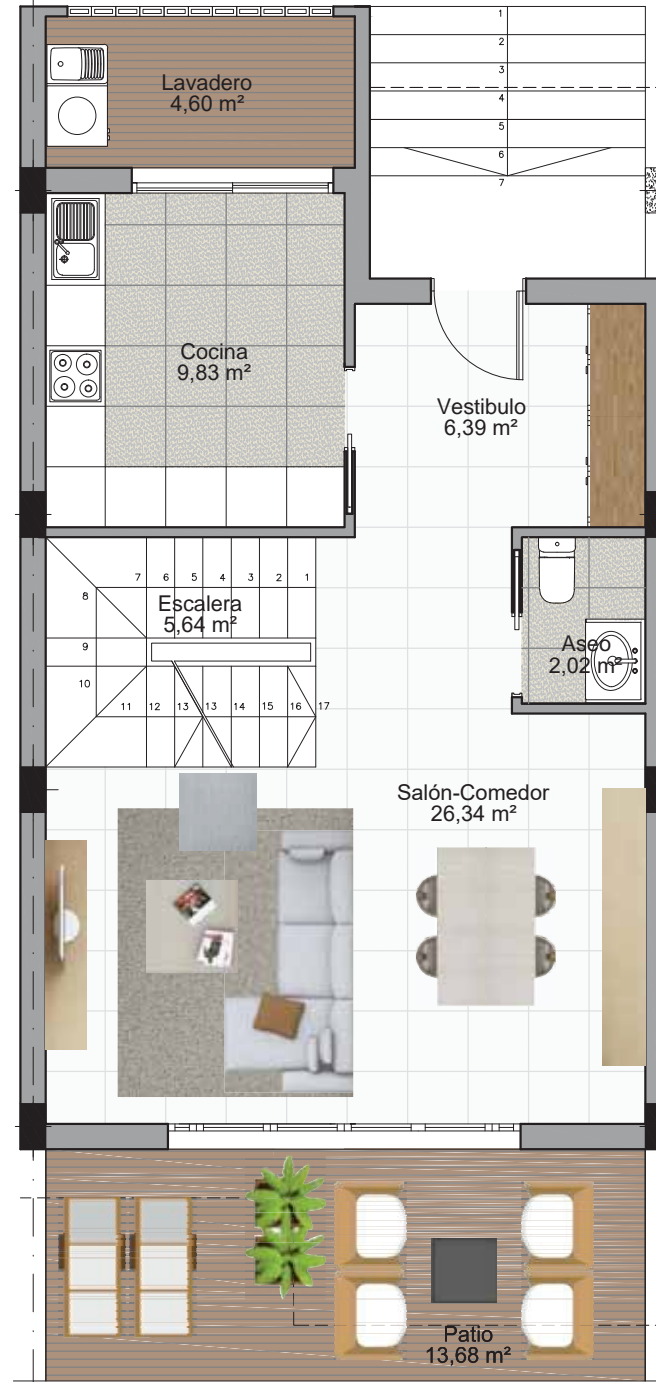 1
2
3
4
5
6
7
Lavadero
4,60 m²
Cocina
9,83 m²
Vestibulo
6,39 m²
7 6 5 4 3 2 1
8
Escalera
5,64 m²
9
10
11 12 13 13 14 15 16 17
Aseo
2,02 m²
Salón-Comedor
26,34 m²
Patio
13,68 m²